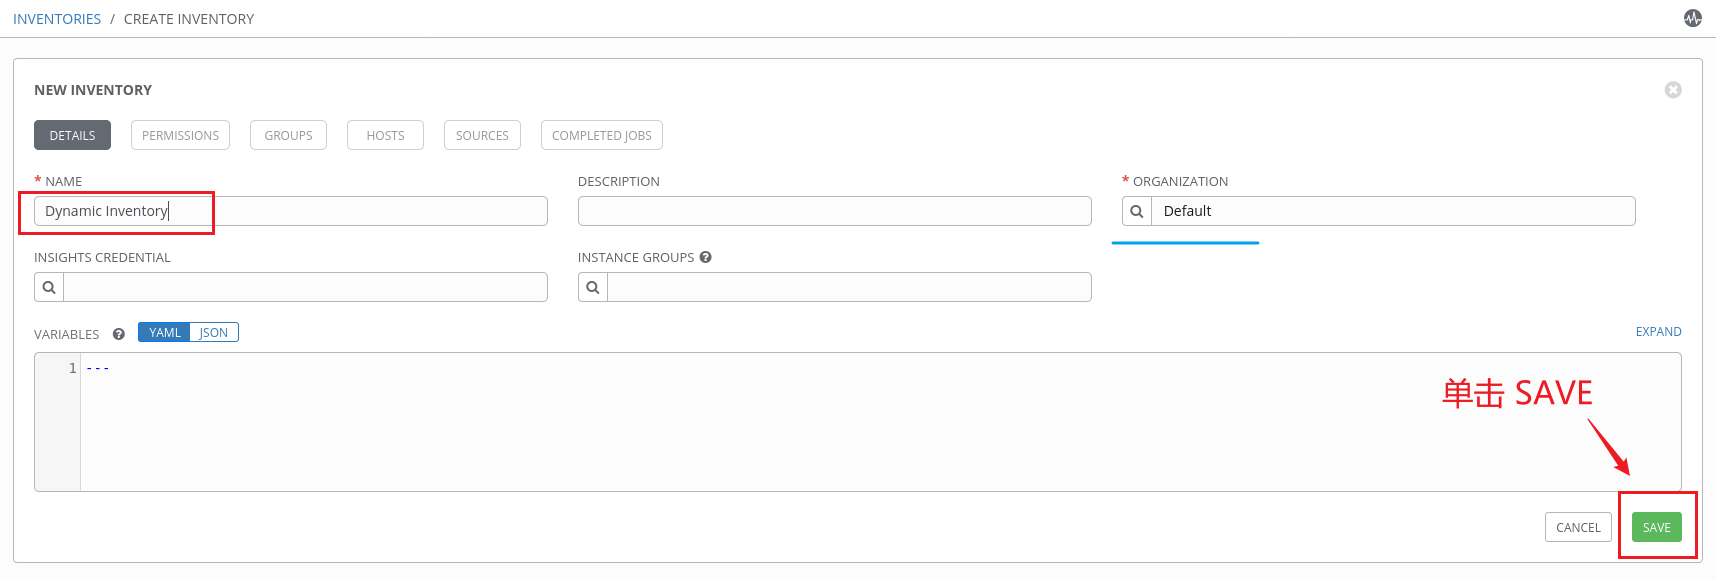 INVENTORIES / CREATE INVENTORY
NEW INVENTORY
DETAILS PERMISSIONS GROUPS HOSTS SOURCES COMPLETED JOBS
* NAME DESCRIPTION * ORGANIZATION
Dynamic Inventory Default
INSIGHTS CREDENTIAL INSTANCE GROUPS ?
VARIABLES ? YAML JSON EXPAND
1 ---
单击 SAVE
CANCEL SAVE